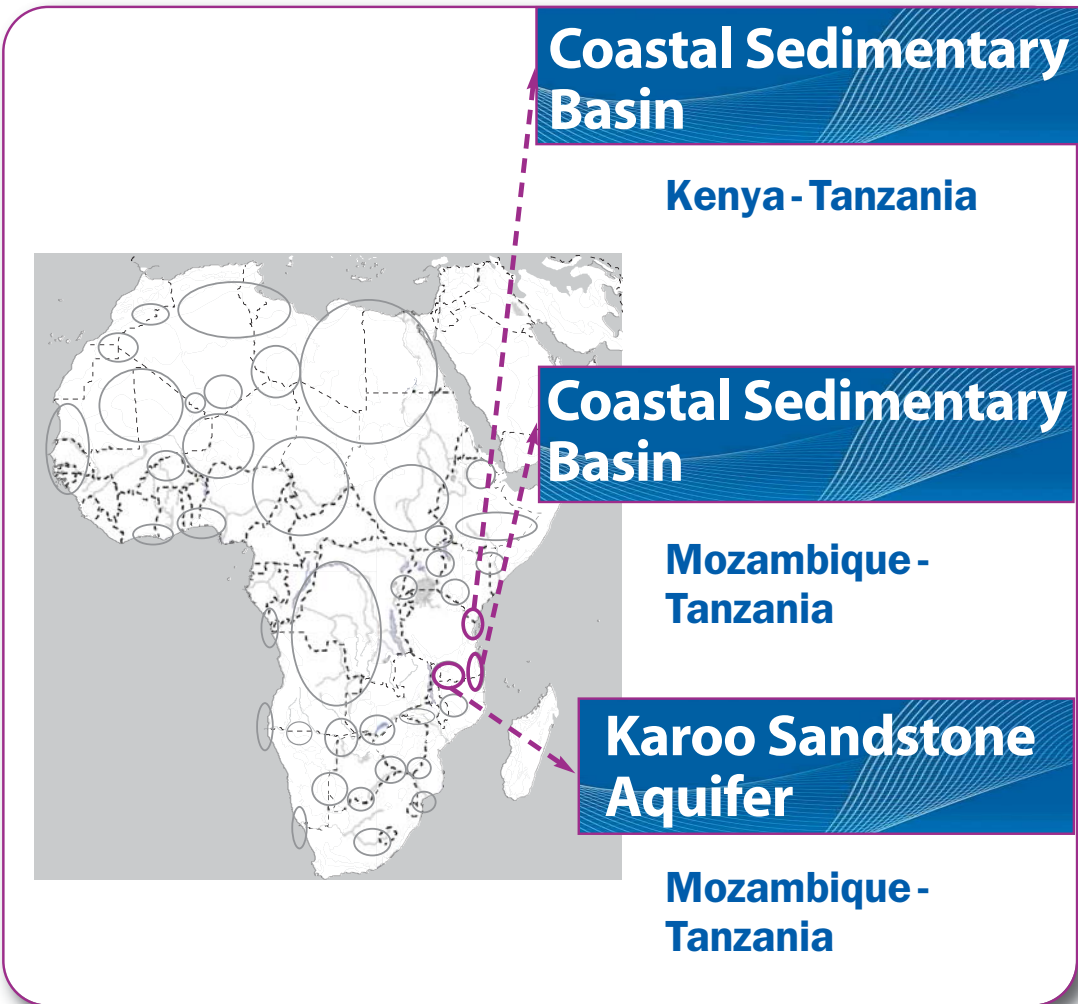 Coastal Sedimentary
Basin
Kenya - Tanzania
Coastal Sedimentary
Basin
Mozambique -
Tanzania
Karoo Sandstone
Aquifer
Mozambique -
Tanzania